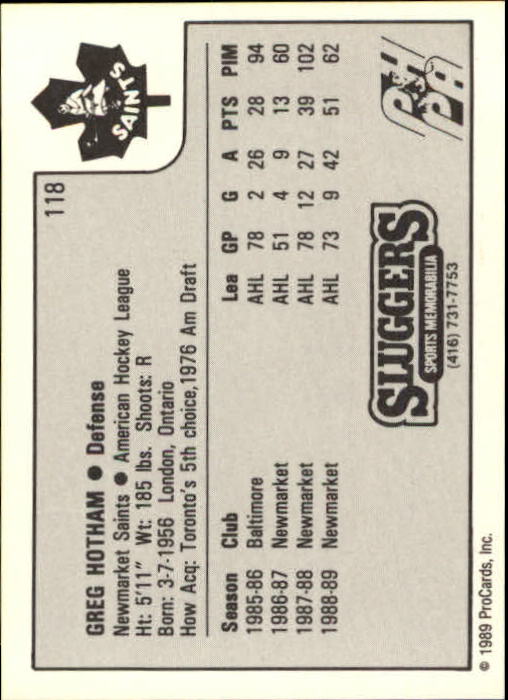 SAINTS
118
GREG HOTHAM ● Defense
Newmarket Saints ● American Hockey League
Ht: 5'11" Wt: 185 lbs. Shoots: R
Born: 3-7-1956 London, Ontario
How Acq: Toronto's 5th choice,1976 Am Draft
Season Club Lea GP G A PTS PIM
1985-86 Baltimore AHL 78 2 26 28 94
1986-87 Newmarket AHL 51 4 9 13 60
1987-88 Newmarket AHL 78 12 27 39 102
1988-89 Newmarket AHL 73 9 42 51 62
SLUGGERS
SPORTS MEMORABILIA
(416) 731-7753
PHPA
© 1989 ProCards, Inc.